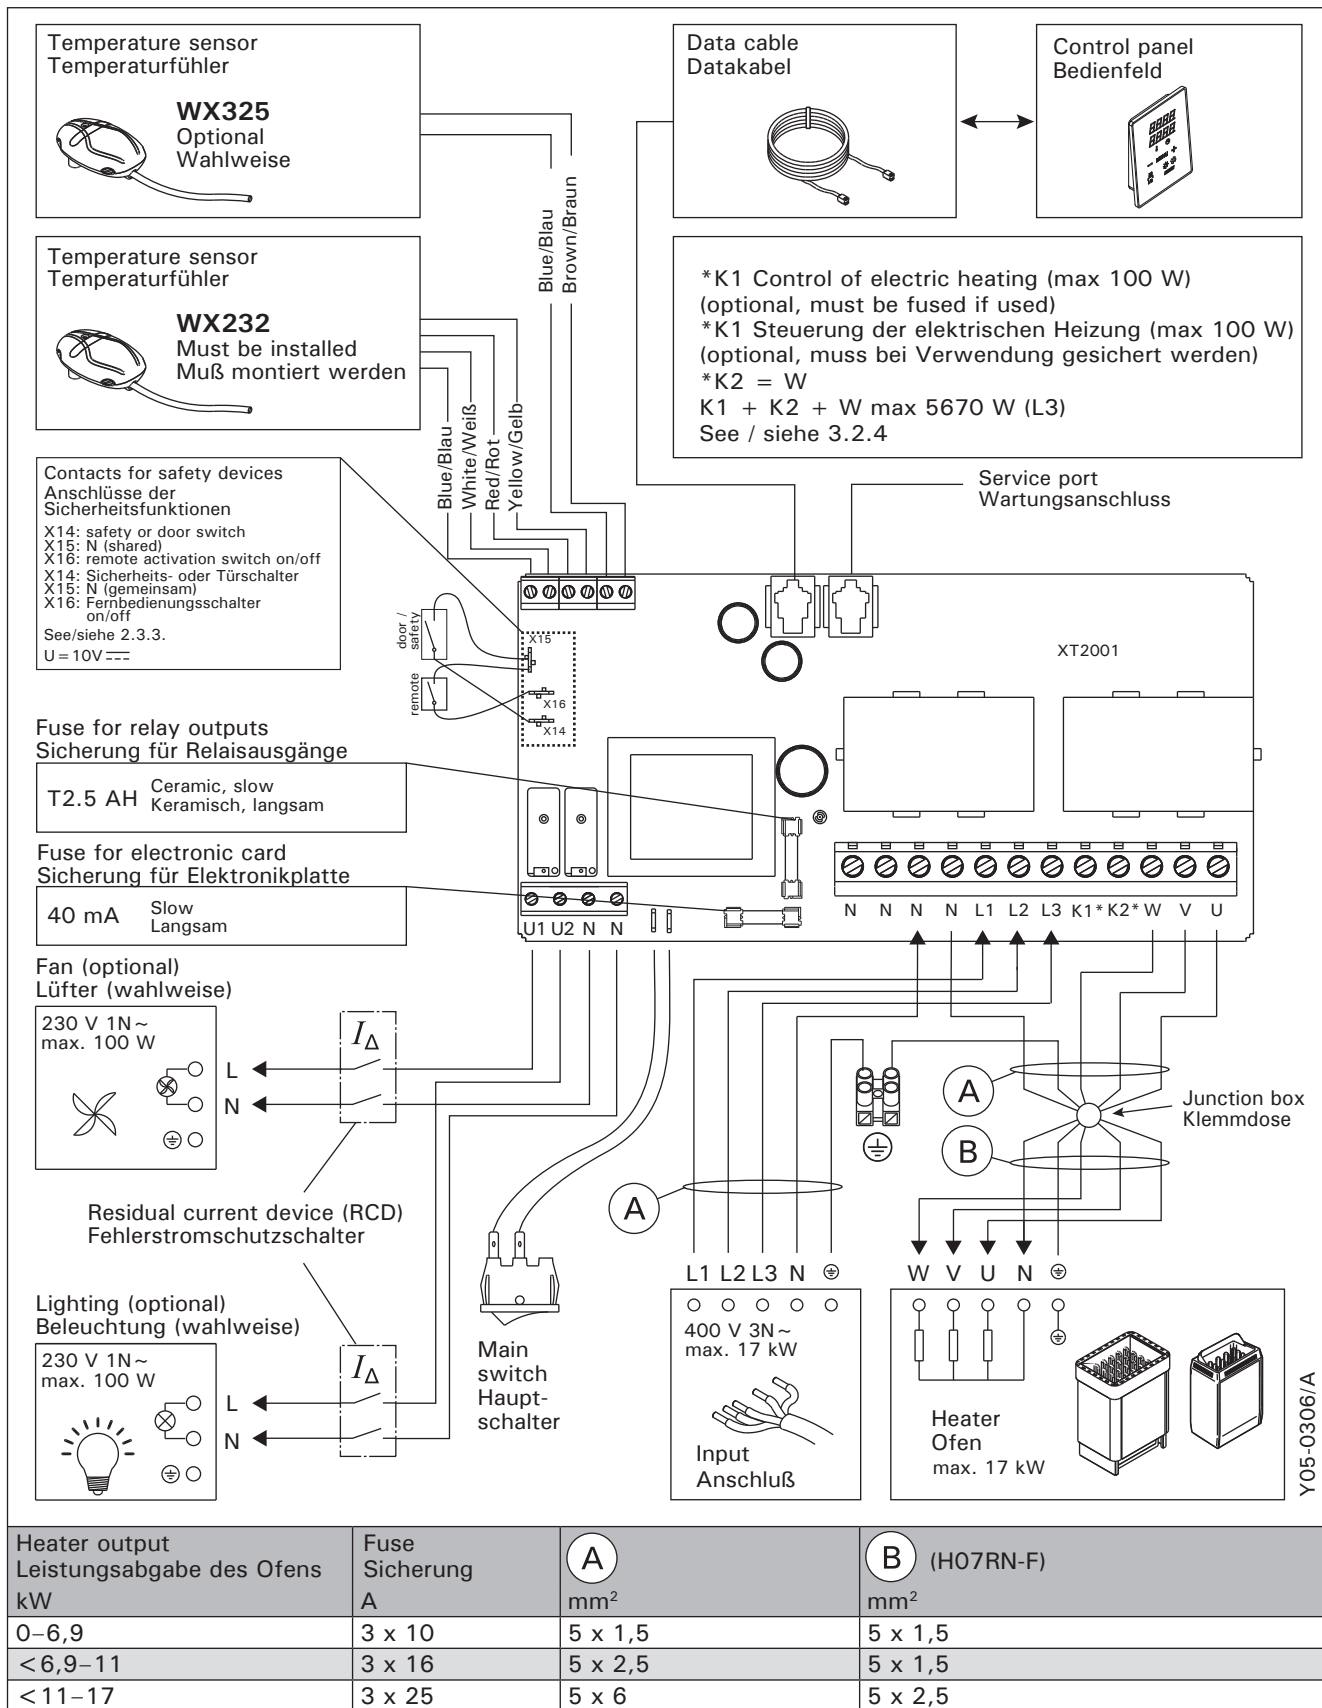 Temperature sensor
Temperaturfühler
WX325
Optional
Wahlweise
Data cable
Datakabel
Control panel
Bedienfeld
Blue/Blau
Brown/Braun
Temperature sensor
Temperaturfühler
WX232
Must be installed
Muß montiert werden
Blue/Blau
White/Weiß
Red/Rot
Yellow/Gelb
*K1 Control of electric heating (max 100 W)
(optional, must be fused if used)
*K1 Steuerung der elektrischen Heizung (max 100 W)
(optional, muss bei Verwendung gesichert werden)
*K2 = W
K1 + K2 + W max 5670 W (L3)
See / siehe 3.2.4
Contacts for safety devices
Anschlüsse der
Sicherheitsfunktionen
X14: safety or door switch
X15: N (shared)
X16: remote activation switch on/off
X14: Sicherheits- oder Türschalter
X15: N (gemeinsam)
X16: Fernbedienungsschalter
on/off
See/siehe 2.3.3.
U=10V
Service port
Wartungsanschluss
door /
safety
remote
X15
X16
X14
XT2001
Fuse for relay outputs
Sicherung für Relaisausgänge
T2.5 AH
Ceramic, slow
Keramisch, langsam
Fuse for electronic card
Sicherung für Elektronikplatte
40 mA
Slow
Langsam
U1 U2 N N
N N N N L1 L2 L3 K1* K2* W V U
Fan (optional)
Lüfter (wahlweise)
230 V 1N~
max. 100 W
L
N
IΔ
A
B
Junction box
Klemmdose
Residual current device (RCD)
Fehlerstromschutzschalter
A
Lighting (optional)
Beleuchtung (wahlweise)
230 V 1N~
max. 100 W
L
N
IΔ
Main
switch
Haupt-
schalter
L1 L2 L3 N
400 V 3N~
max. 17 kW
Input
Anschluß
W V U N
Heater
Ofen
max. 17 kW
Y05-0306/A
Heater output
Leistungsabgabe des Ofens
kW
Fuse
Sicherung
A
A
mm²
B (H07RN-F)
mm²
0–6,9 3 x 10 5 x 1,5 5 x 1,5
<6,9–11 3 x 16 5 x 2,5 5 x 1,5
<11–17 3 x 25 5 x 6 5 x 2,5